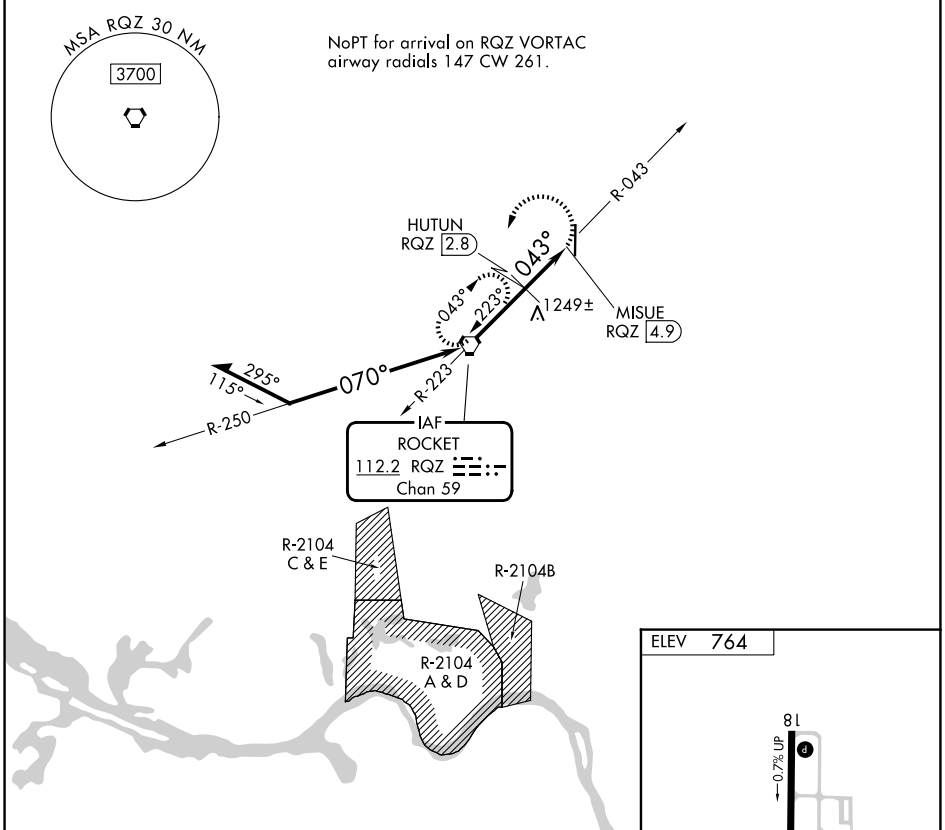 MSA RQZ 30 NM
3700
NoPT for arrival on RQZ VORTAC
airway radials 147 CW 261.
R-043
HUTUN
RQZ 2.8
043°
043°
223°
1249±
MISUE
RQZ 4.9
295°
115°
070°
R-223
R-250
IAF
ROCKET
112.2 RQZ
Chan 59
R-2104
C & E
R-2104B
R-2104
A & D
ELEV 764
18
0.7% UP
P